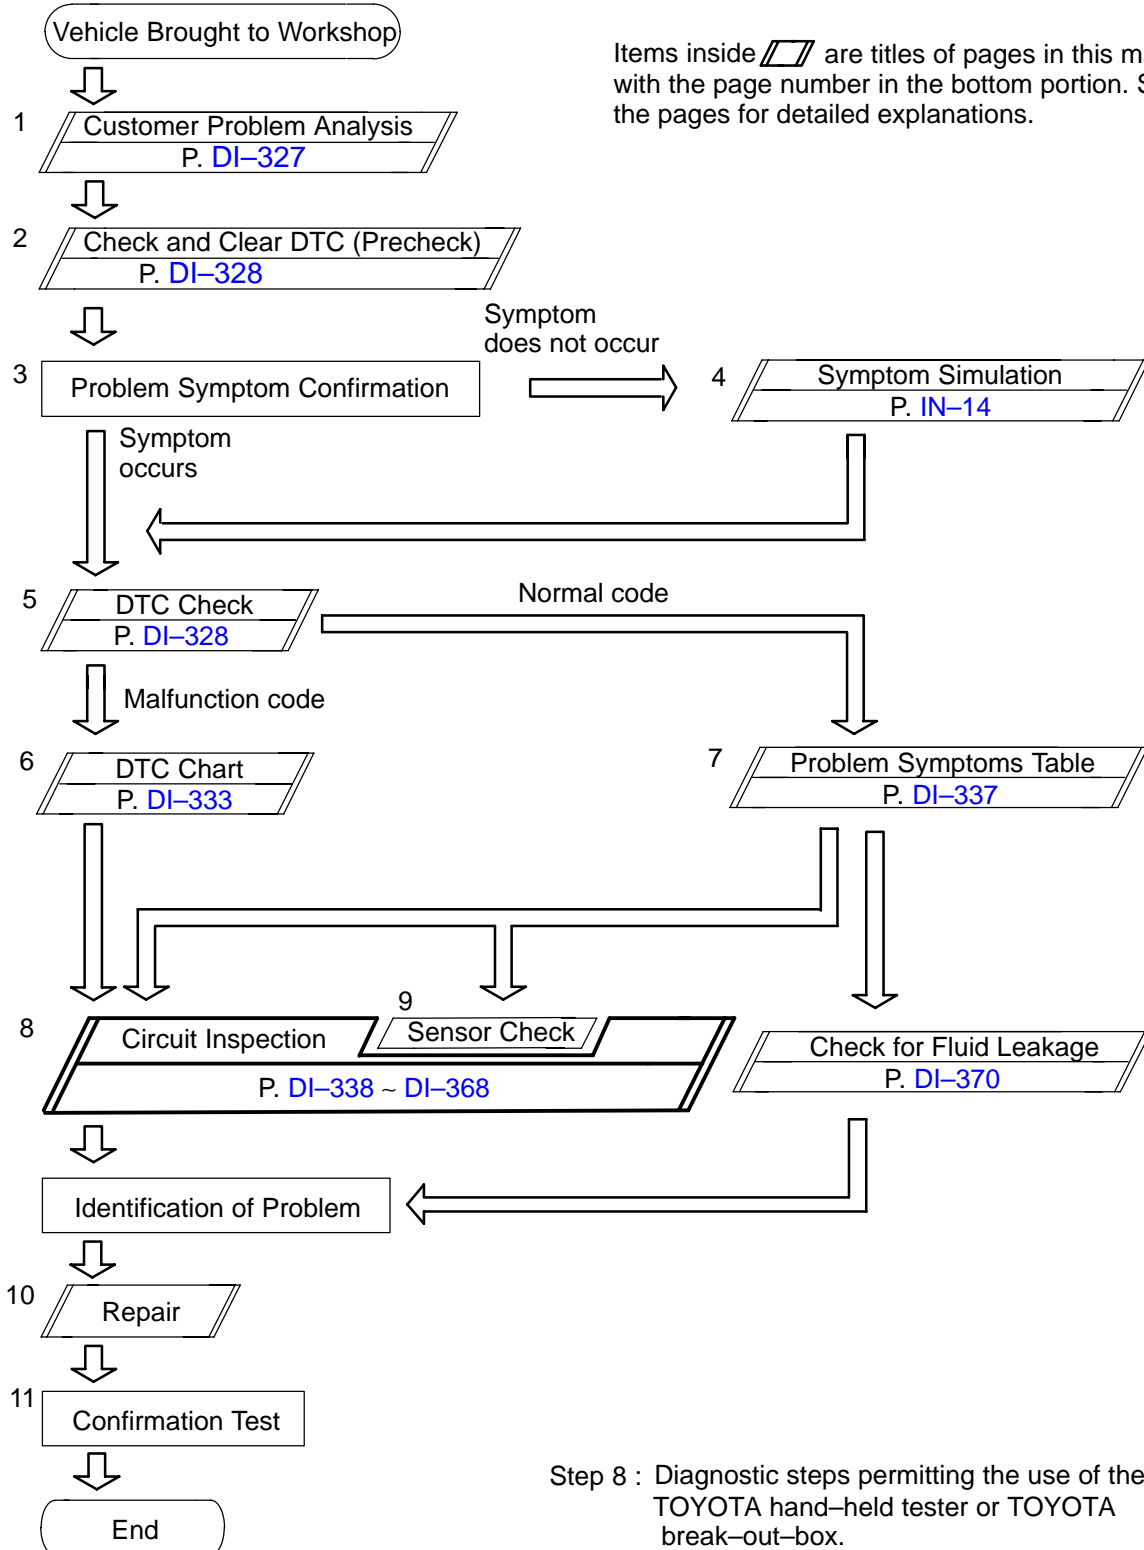 Vehicle Brought to Workshop
Items inside are titles of pages in this
with the page number in the bottom portion.
the pages for detailed explanations.
1
Customer Problem Analysis
P. DI–327
2
Check and Clear DTC (Precheck)
P. DI–328
Symptom
does not occur
3
Problem Symptom Confirmation
4
Symptom Simulation
P. IN–14
Symptom
occurs
5
DTC Check
P. DI–328
Normal code
Malfunction code
6
DTC Chart
P. DI–333
7
Problem Symptoms Table
P. DI–337
8
Circuit Inspection
9
Sensor Check
P. DI–338 ~ DI–368
Check for Fluid Leakage
P. DI–370
Identification of Problem
10
Repair
11
Confirmation Test
End
Step 8 : Diagnostic steps permitting the use of the
TOYOTA hand–held tester or TOYOTA
break–out–box.